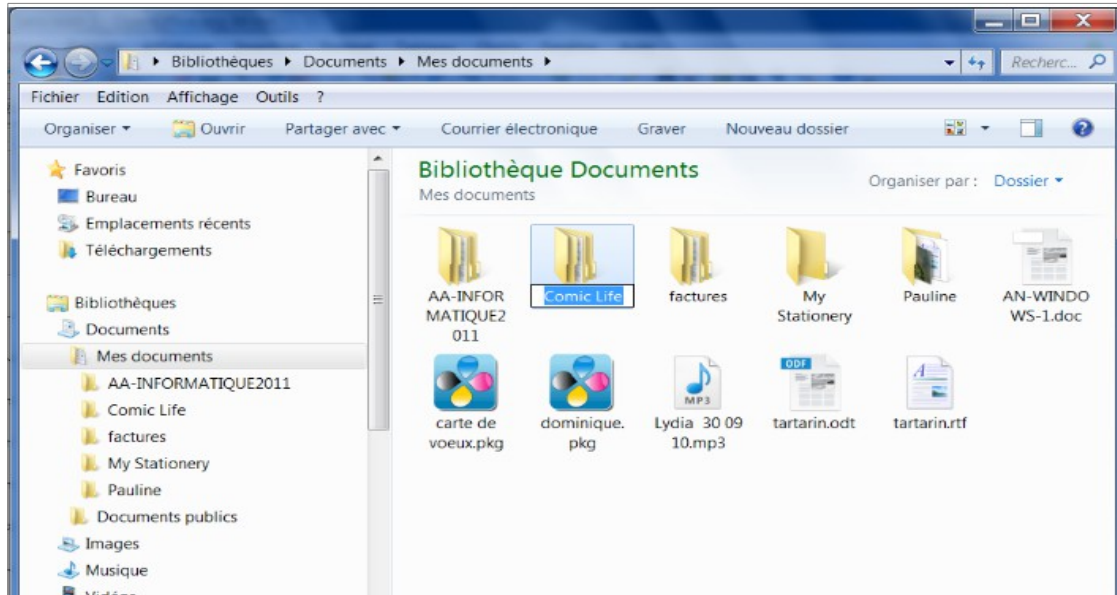 Bibliothèques Documents Mes documents
Recherc...
Fichier Edition Affichage Outils ?
Organiser Ouvrir Partager avec Courrier électronique Graver Nouveau dossier
Favoris
Bureau
Emplacements récents
Téléchargements
Bibliothèques
Documents
Mes documents
AA-INFORMATIQUE2011
Comic Life
factures
My Stationery
Pauline
Documents publics
Images
Musique
Bibliothèque Documents
Mes documents
Organiser par : Dossier
AA-INFOR
MATIQUE2
011
Comic Life
factures
My
Stationery
Pauline
AN-WINDO
WS-1.doc
carte de
voeux.pkg
dominique.
pkg
MP3
Lydia 30 09
10.mp3
ODF
tartarin.odt
A
tartarin.rtf